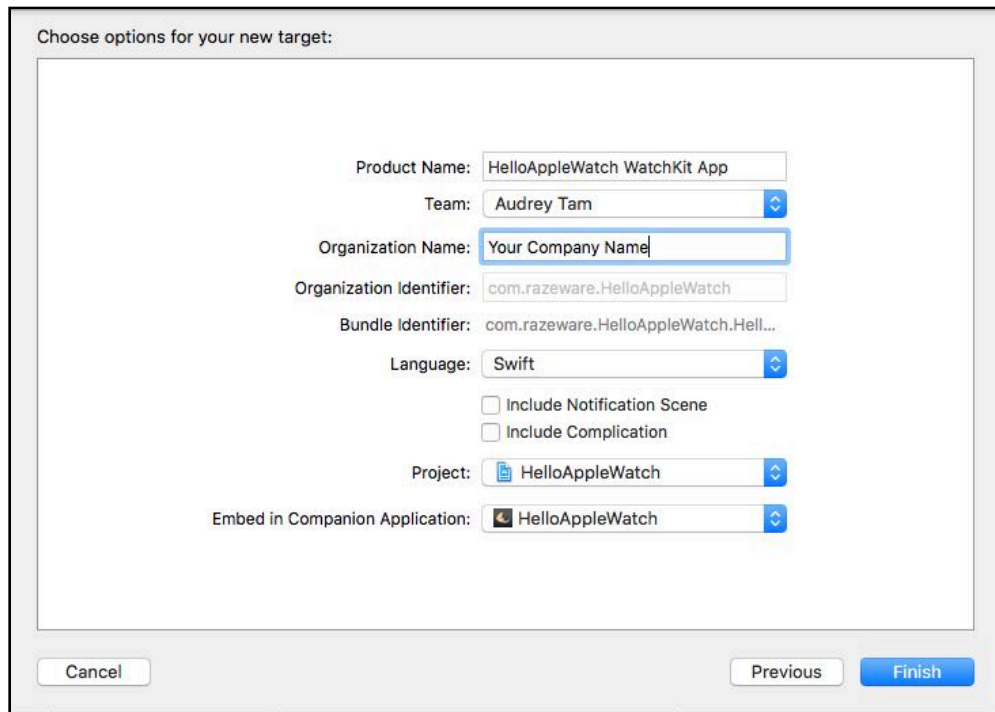 Choose options for your new target:
Product Name: HelloAppleWatch WatchKit App
Team: Audrey Tam
Organization Name: Your Company Name
Organization Identifier: com.razeware.HelloAppleWatch
Bundle Identifier: com.razeware.HelloAppleWatch.Hell...
Language: Swift
Include Notification Scene
Include Complication
Project: HelloAppleWatch
Embed in Companion Application: HelloAppleWatch
Cancel Previous Finish